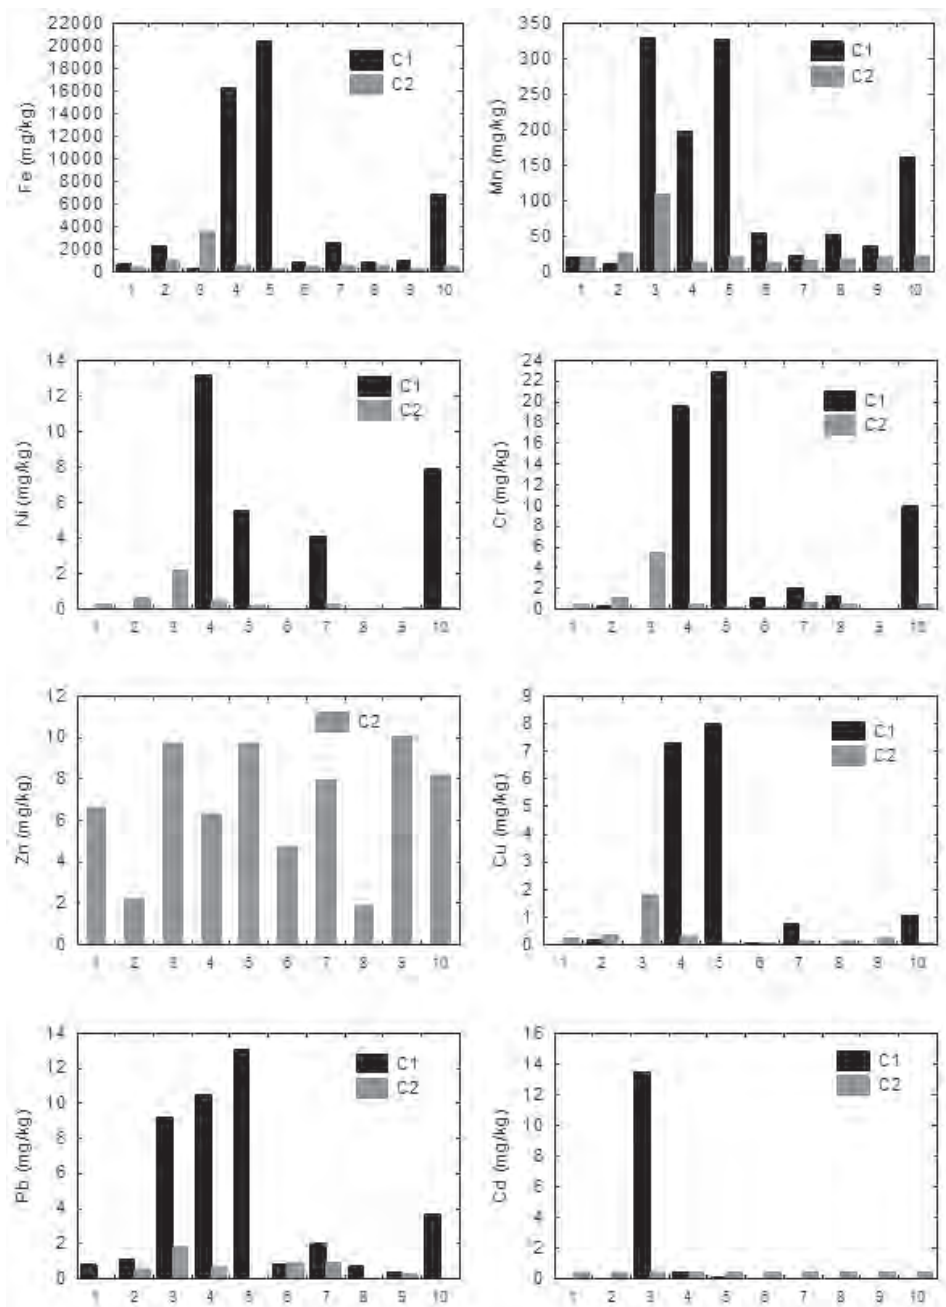 Fe (mg/kg)
22000
20000
18000
16000
14000
12000
10000
8000
6000
4000
2000
0
C1
C2
1 2 3 4 5 6 7 8 9 10
Mn (mg/kg)
350
300
250
200
150
100
50
0
C1
C2
1 2 3 4 5 6 7 8 9 10
Ni (mg/kg)
14
12
10
8
6
4
2
0
C1
C2
1 2 3 4 5 6 7 8 9 10
Cr (mg/kg)
24
22
20
18
16
14
12
10
8
6
4
2
0
C1
C2
1 2 3 4 5 6 7 8 9 10
Zn (mg/kg)
12
10
8
6
4
2
0
C2
1 2 3 4 5 6 7 8 9 10
Cu (mg/kg)
9
8
7
6
5
4
3
2
1
0
C1
C2
1 2 3 4 5 6 7 8 9 10
Pb (mg/kg)
14
12
10
8
6
4
2
0
C1
C2
1 2 3 4 5 6 7 8 9 10
Cd (mg/kg)
16
14
12
10
8
6
4
2
0
C1
C2
1 2 3 4 5 6 7 8 9 10